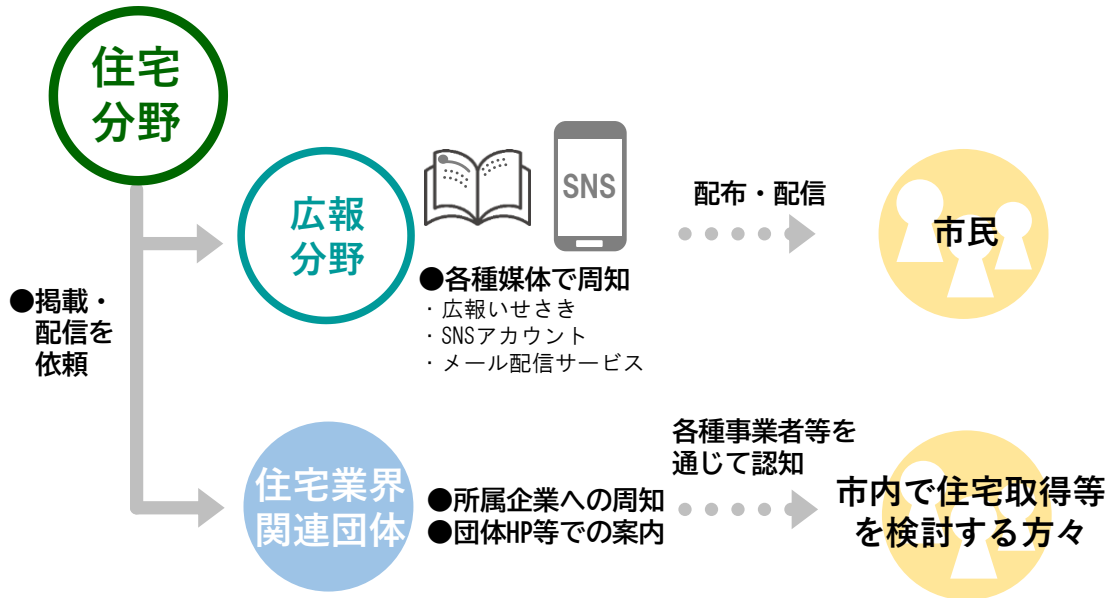 住宅
分野
●掲載・
配信を
依頼
広報
分野
SNS
●各種媒体で周知
・広報いせさき
・SNSアカウント
・メール配信サービス
配布・配信
市民
住宅業界
関連団体
●所属企業への周知
●団体HP等での案内
各種事業者等を
通じて認知
市内で住宅取得等
を検討する方々